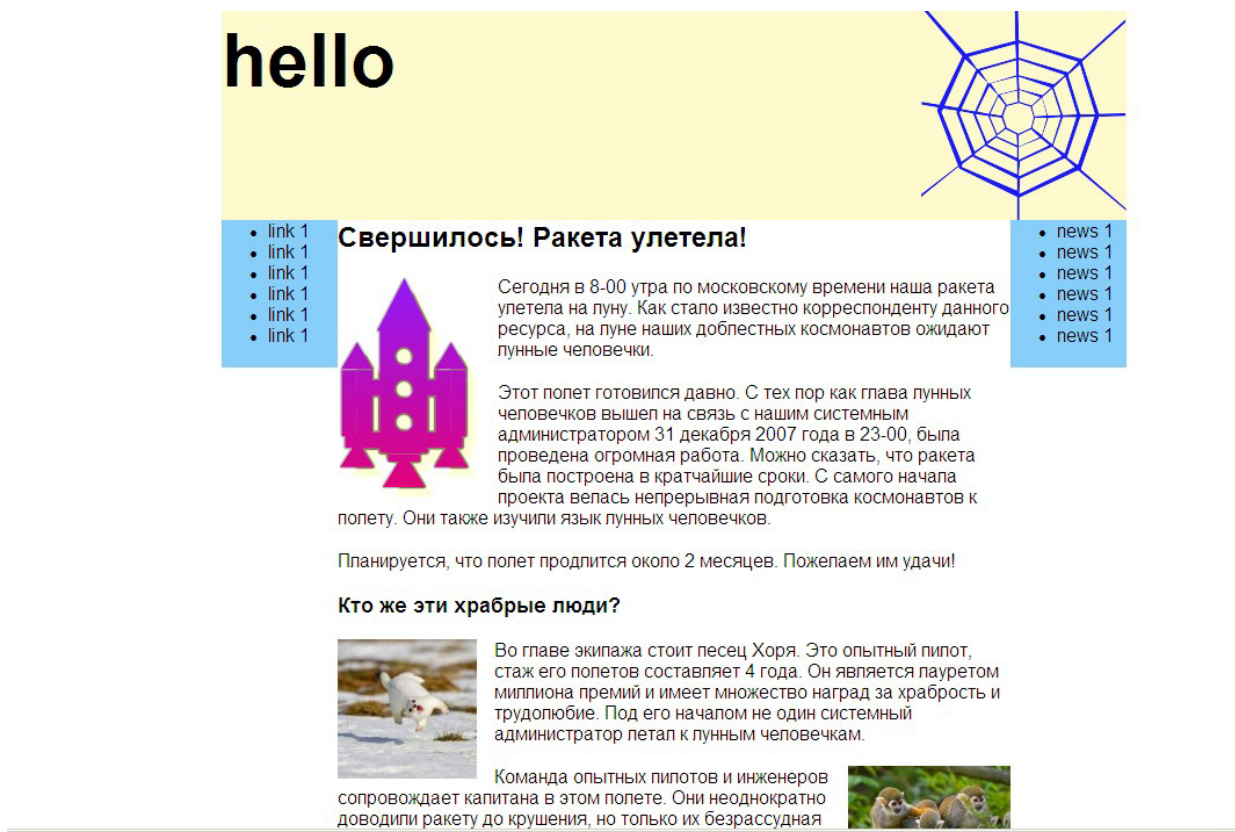 hello
link 1
link 1
link 1
link 1
link 1
link 1
Свершилось! Ракета улетела!
Сегодня в 8-00 утра по московскому времени наша ракета
улетела на луну. Как стало известно корреспонденту данного
ресурса, на луне наших доблестных космонавтов ожидают
лунные человечки.
Этот полет готовился давно. С тех пор как глава лунных
человечков вышел на связь с нашим системным
администратором 31 декабря 2007 года в 23-00, была
проведена огромная работа. Можно сказать, что ракета
была построена в кратчайшие сроки. С самого начала
проекта велась непрерывная подготовка космонавтов к
полету. Они также изучили язык лунных человечков.
Планируется, что полет продлится около 2 месяцев. Пожелаем им удачи!
Кто же эти храбрые люди?
Во главе экипажа стоит песец Хоря. Это опытный пилот,
стаж его полетов составляет 4 года. Он является лауретом
миллиона премий и имеет множество наград за храбрость и
трудолюбие. Под его началом не один системный
администратор летал к лунным человечкам.
Команда опытных пилотов и инженеров
сопровождает капитана в этом полете. Они неоднократно
доводили ракету до крушения, но только их безрассудная
news 1
news 1
news 1
news 1
news 1
news 1